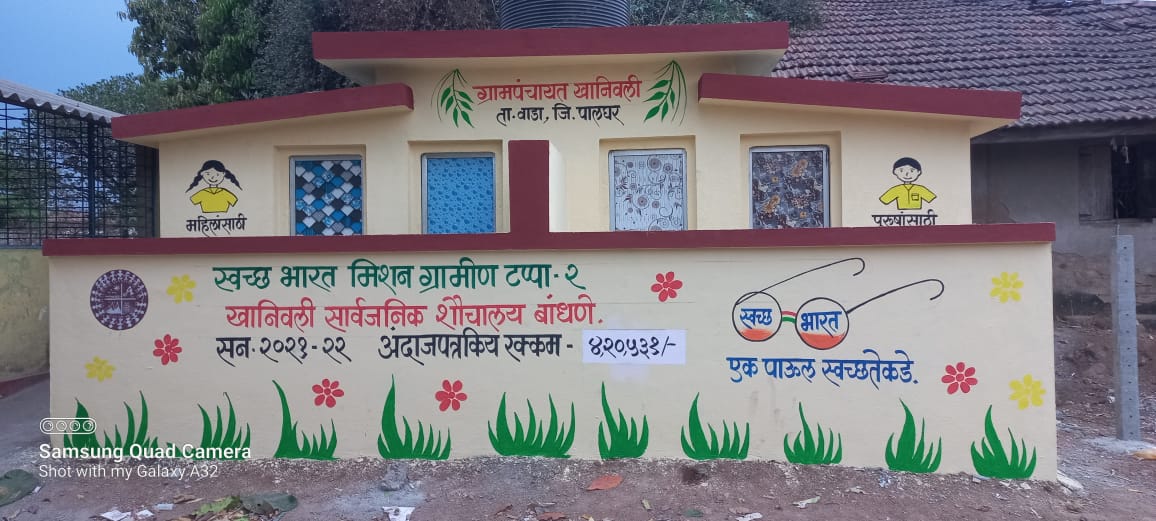 ग्रामपंचायत खानिवली
ता. वाडा, जि. पालघर
महिलांसाठी
पुरुषांसाठी
स्वच्छ भारत मिशन ग्रामीण टप्पा - २
खानिवली सार्वजनिक शौचालय बांधणे.
सन. २०२१ - २२ अंदाजपत्रकिय रक्कम - ४२०५३१/-
स्वच्छ भारत
एक पाऊल स्वच्छतेकडे.
Samsung Quad Camera
Shot with my Galaxy A32